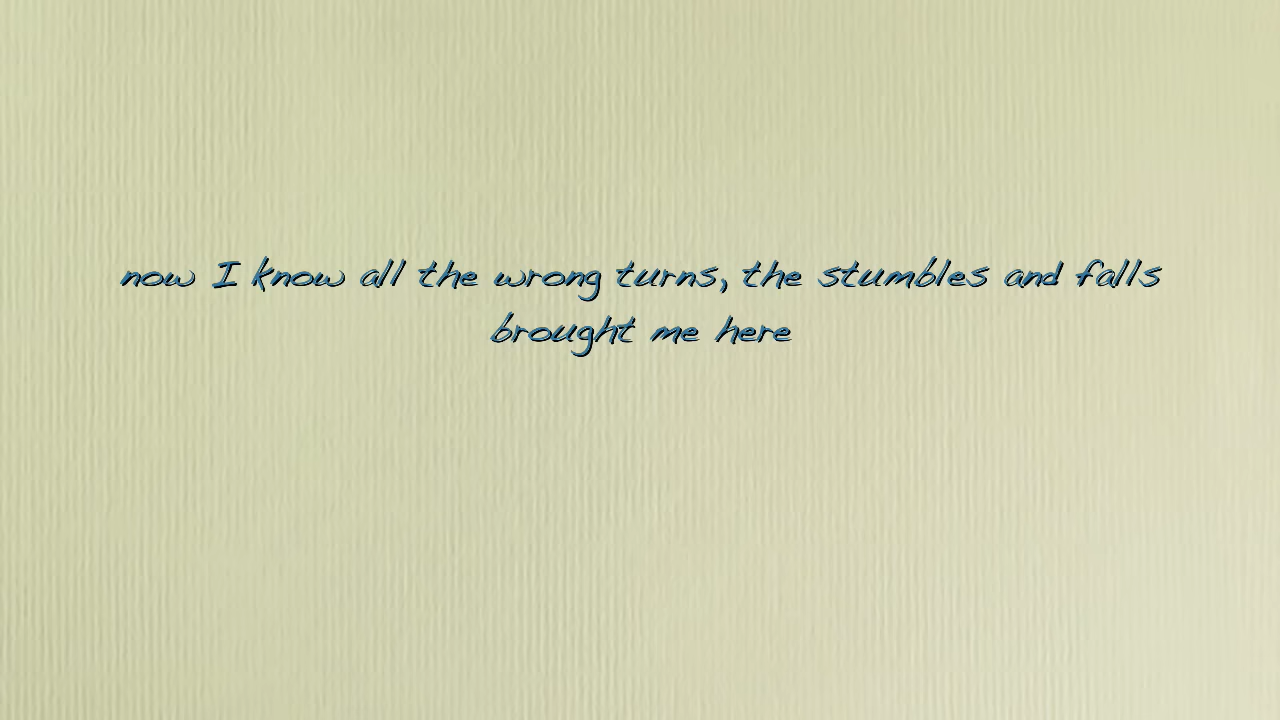 now I know all the wrong turns, the stumbles and falls
brought me here